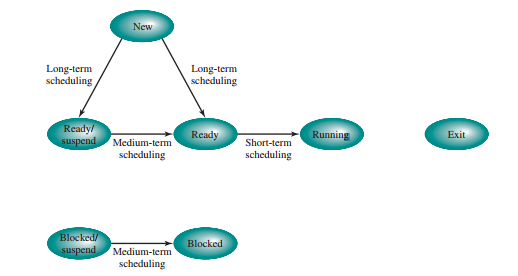 New
Long-term
scheduling
Long-term
scheduling
Ready/
suspend
Medium-term
scheduling
Ready
Short-term
scheduling
Running
Exit
Blocked/
suspend
Medium-term
scheduling
Blocked